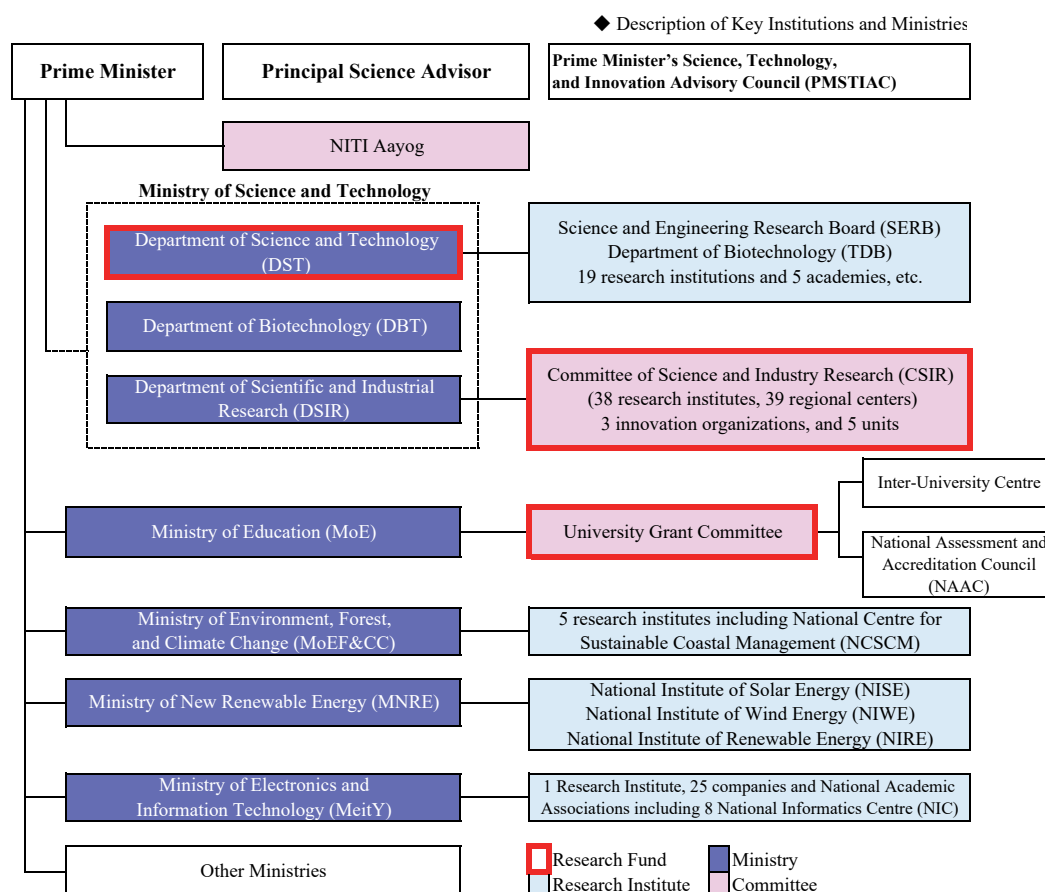 ◆ Description of Key Institutions and Ministries
Prime Minister
Principal Science Advisor
Prime Minister's Science, Technology,
and Innovation Advisory Council (PMSTIAC)
NITI Aayog
Ministry of Science and Technology
Department of Science and Technology
(DST)
Science and Engineering Research Board (SERB)
Department of Biotechnology (TDB)
19 research institutions and 5 academies, etc.
Department of Biotechnology (DBT)
Department of Scientific and Industrial
Research (DSIR)
Committee of Science and Industry Research (CSIR)
(38 research institutes, 39 regional centers)
3 innovation organizations, and 5 units
Ministry of Education (MoE)
University Grant Committee
Inter-University Centre
National Assessment and
Accreditation Council
(NAAC)
Ministry of Environment, Forest,
and Climate Change (MoEF&CC)
5 research institutes including National Centre for
Sustainable Coastal Management (NCSCM)
Ministry of New Renewable Energy (MNRE)
National Institute of Solar Energy (NISE)
National Institute of Wind Energy (NIWE)
National Institute of Renewable Energy (NIRE)
Ministry of Electronics and
Information Technology (MeitY)
1 Research Institute, 25 companies and National Academic
Associations including 8 National Informatics Centre (NIC)
Other Ministries
Research Fund
Ministry
Research Institute
Committee